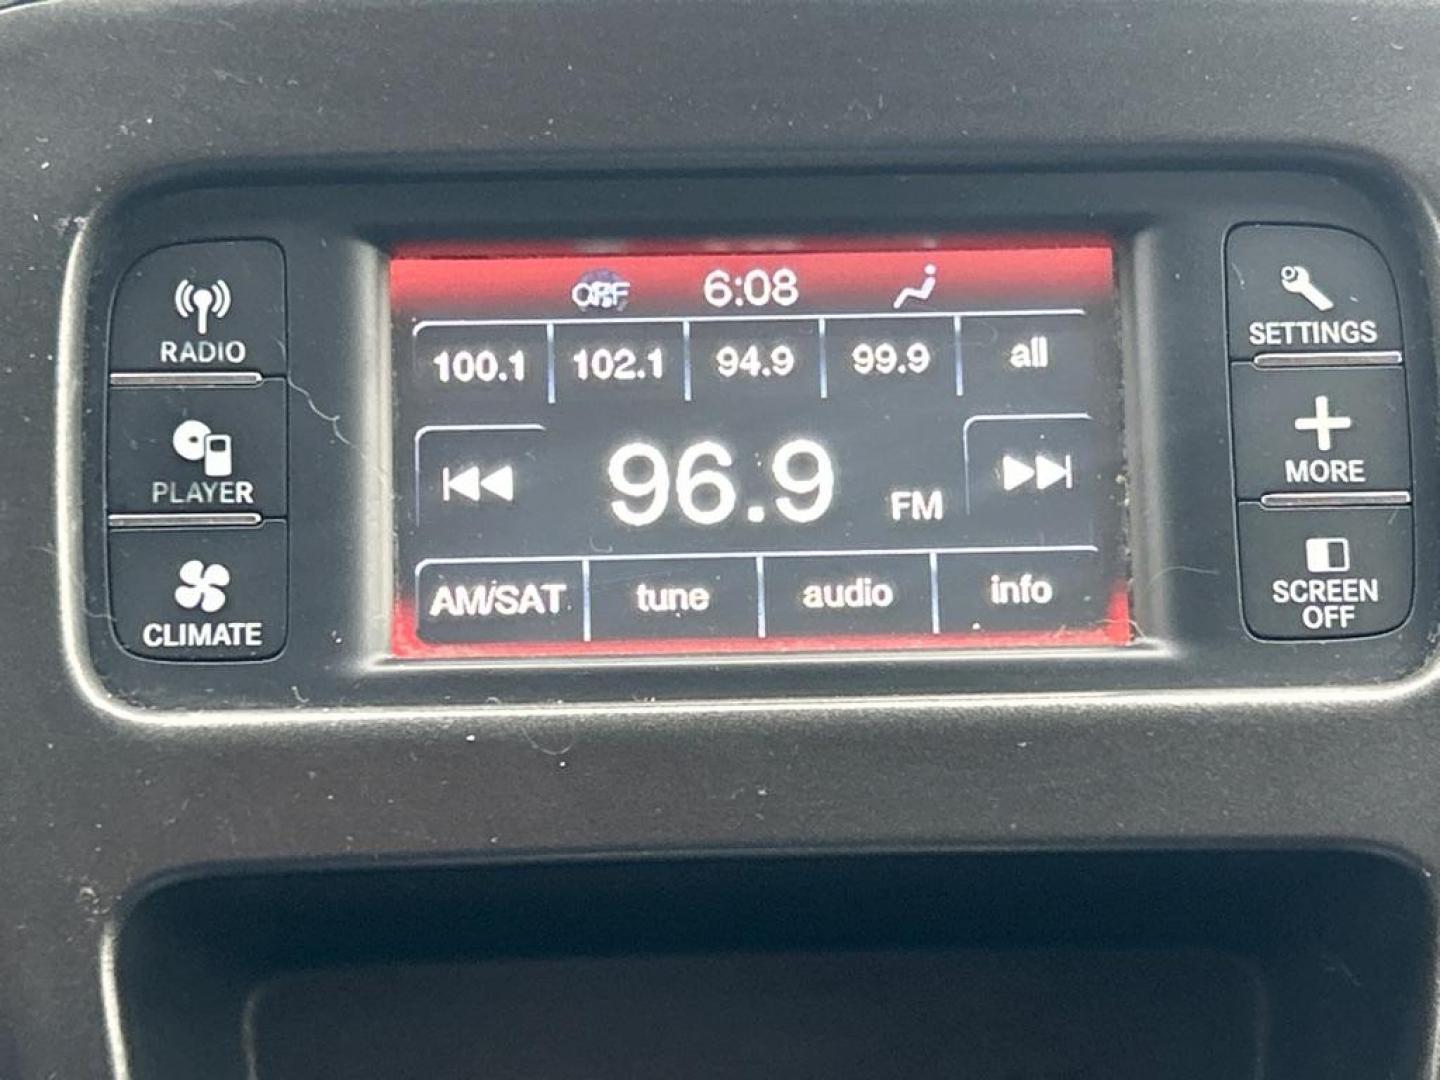 OFF 6:08
100.1 102.1 94.9 99.9 all
96.9 FM
AM/SAT tune audio info
RADIO
PLAYER
CLIMATE
SETTINGS
MORE
SCREEN
OFF